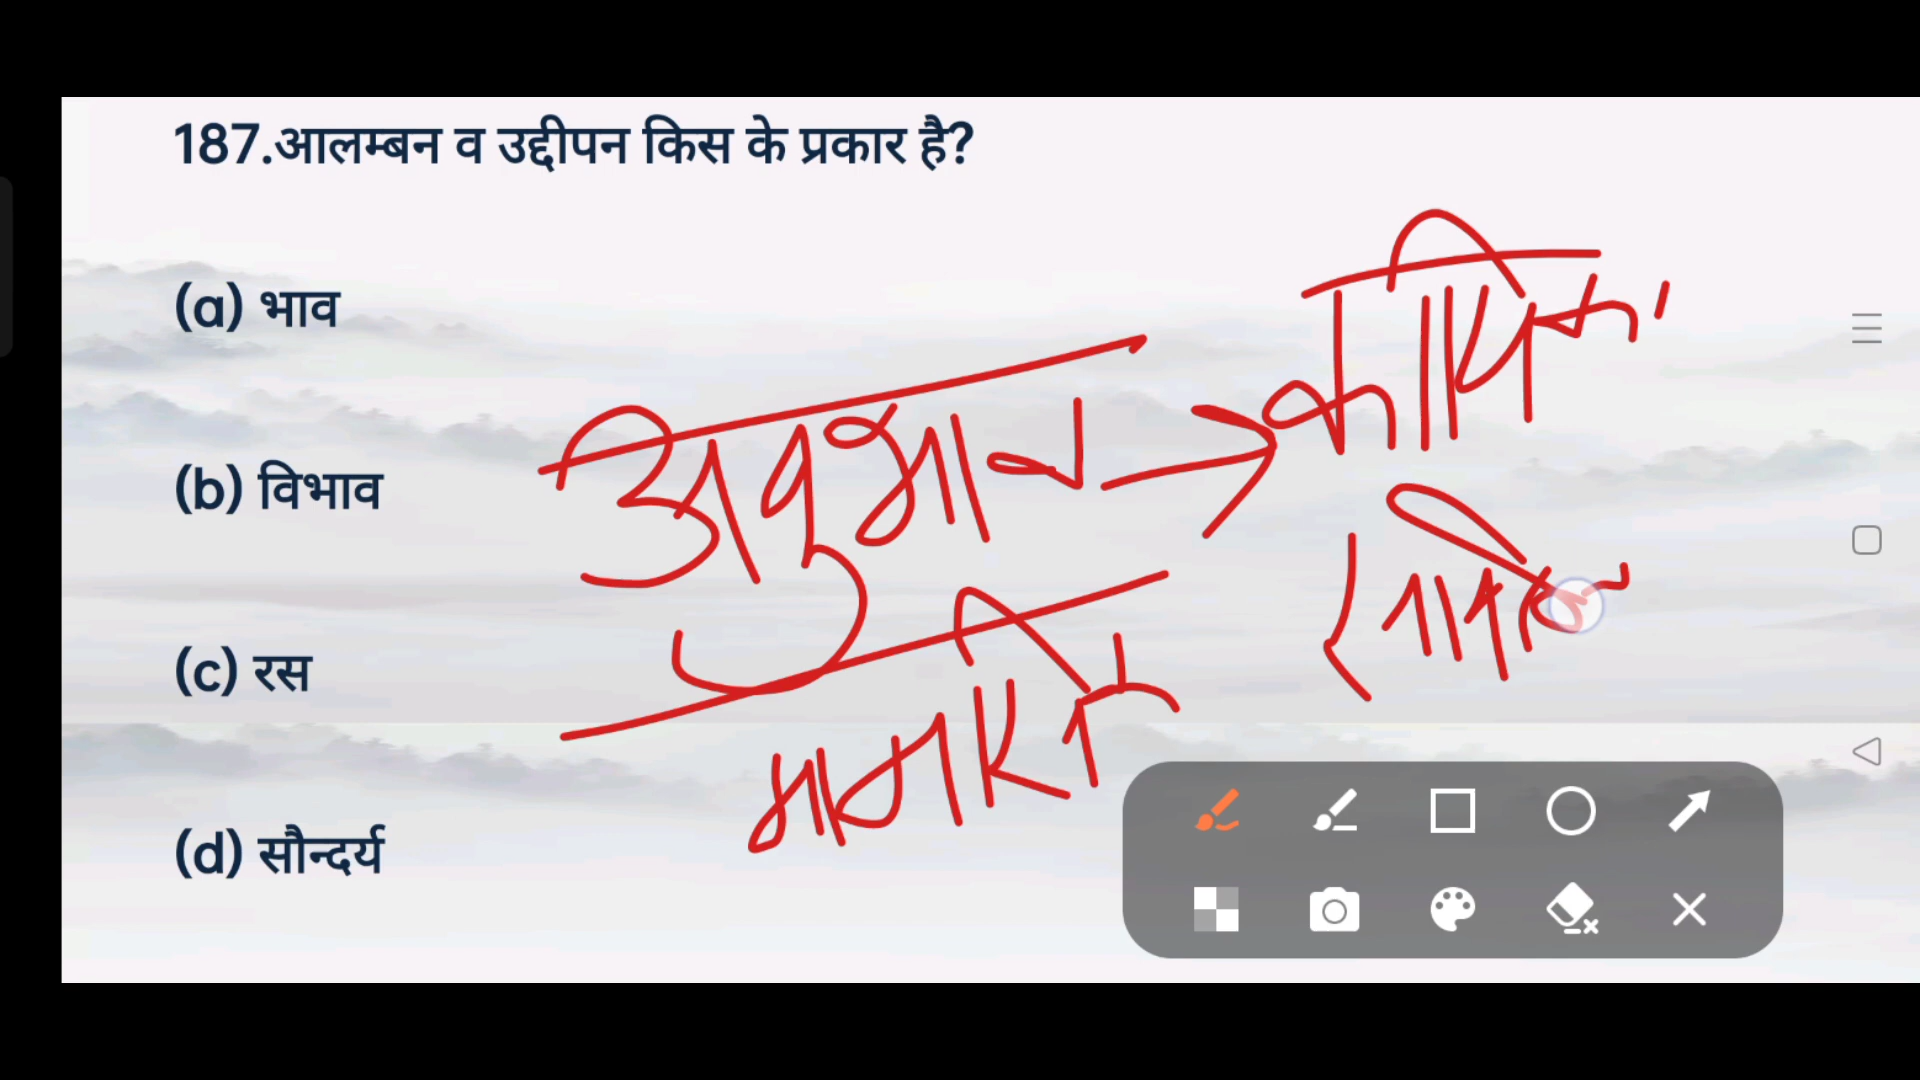 187.आलम्बन व उद्दीपन किस के प्रकार है?
(a) भाव
(b) विभाव
(c) रस
(d) सौन्दर्य
अनुभाव
कायिक